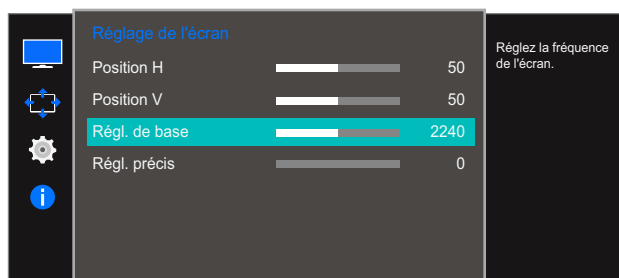 Réglage de l'écran
Position H 50
Position V 50
Régl. de base 2240
Régl. précis 0
Réglez la fréquence
de l'écran.